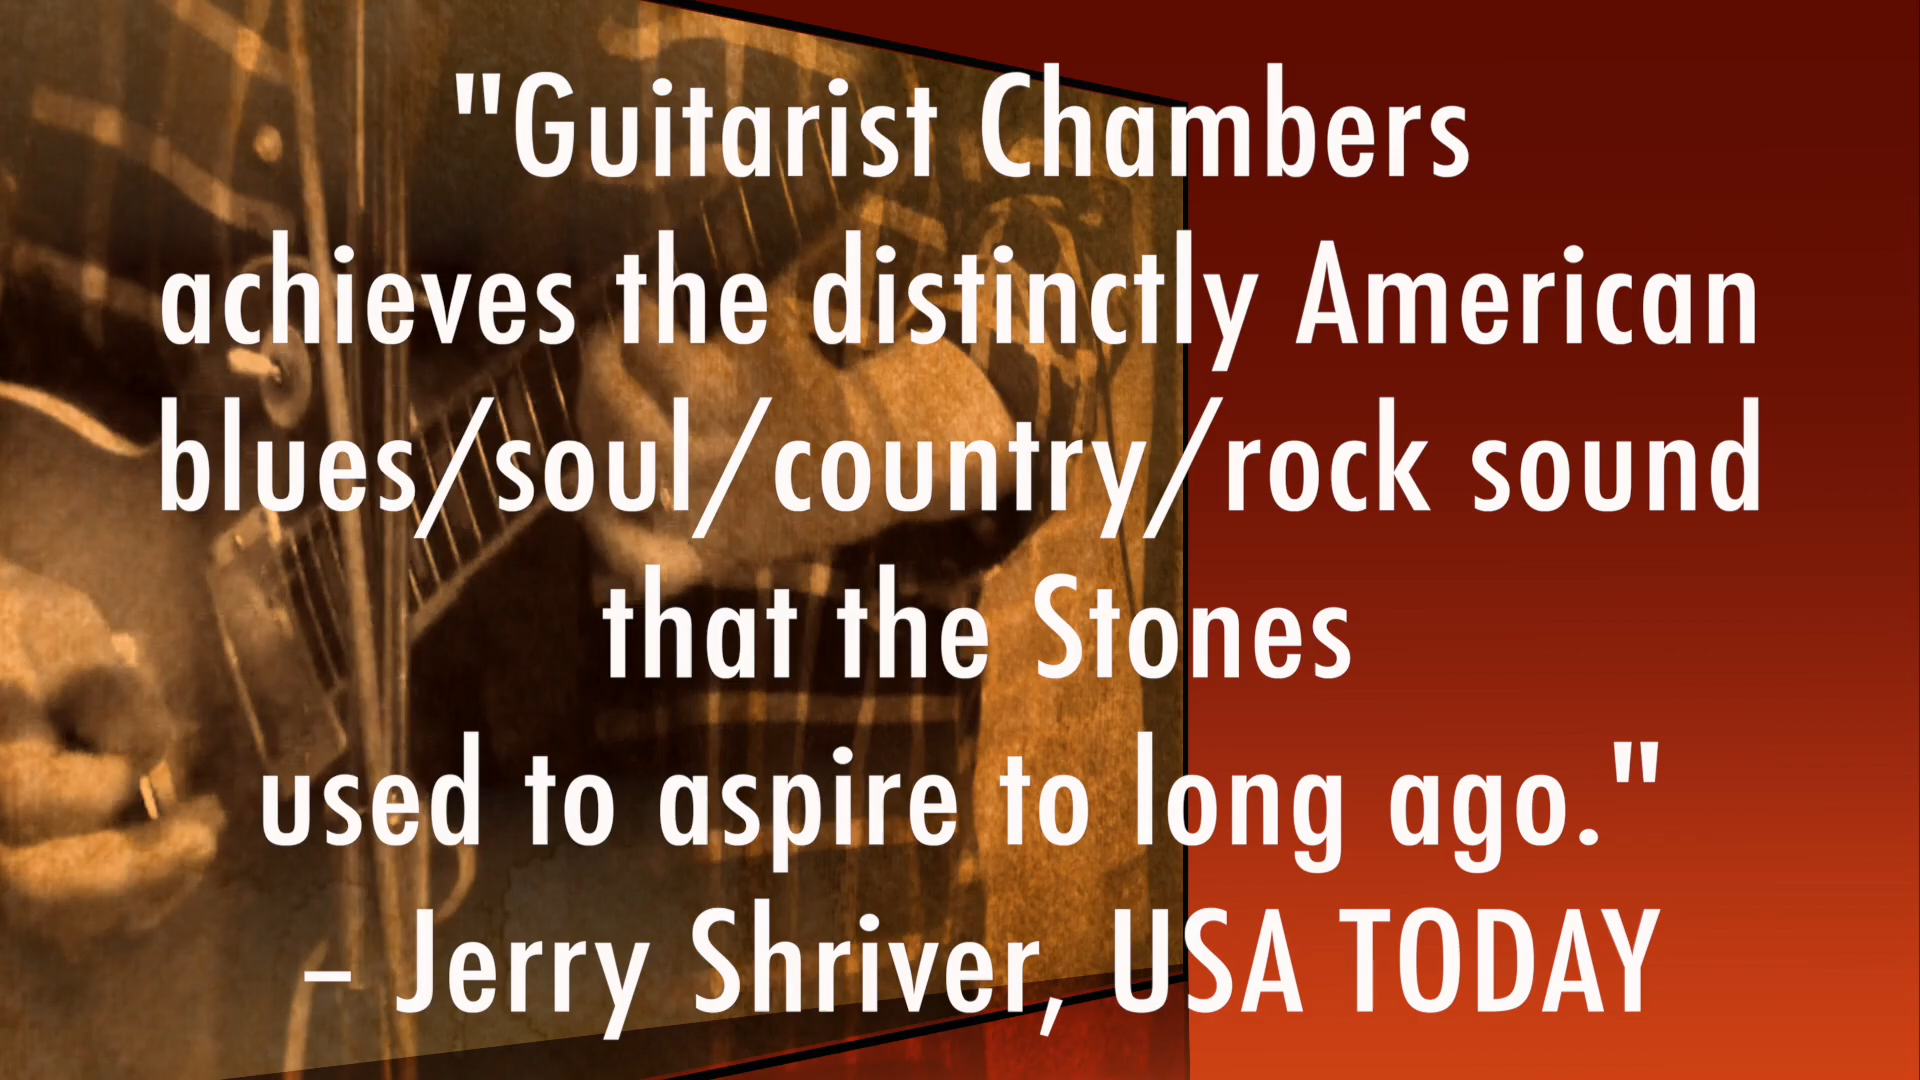 "Guitarist Chambers
achieves the distinctly American
blues/soul/country/rock sound
that the Stones
used to aspire to long ago."
– Jerry Shriver, USA TODAY